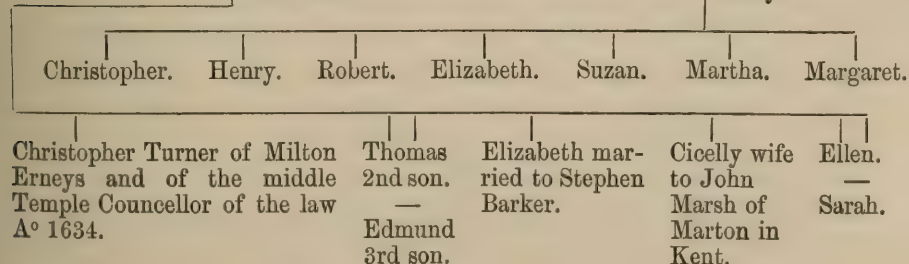 Christopher. Henry. Robert. Elizabeth. Suzan. Martha. Margaret.
Christopher Turner of Milton
Erneys and of the middle
Temple Councellor of the law
Aº 1634.
Thomas
2nd son.
—
Edmund
3rd son.
Elizabeth mar-
ried to Stephen
Barker.
Cicelly wife
to John
Marsh of
Marton in
Kent.
Ellen.
—
Sarah.